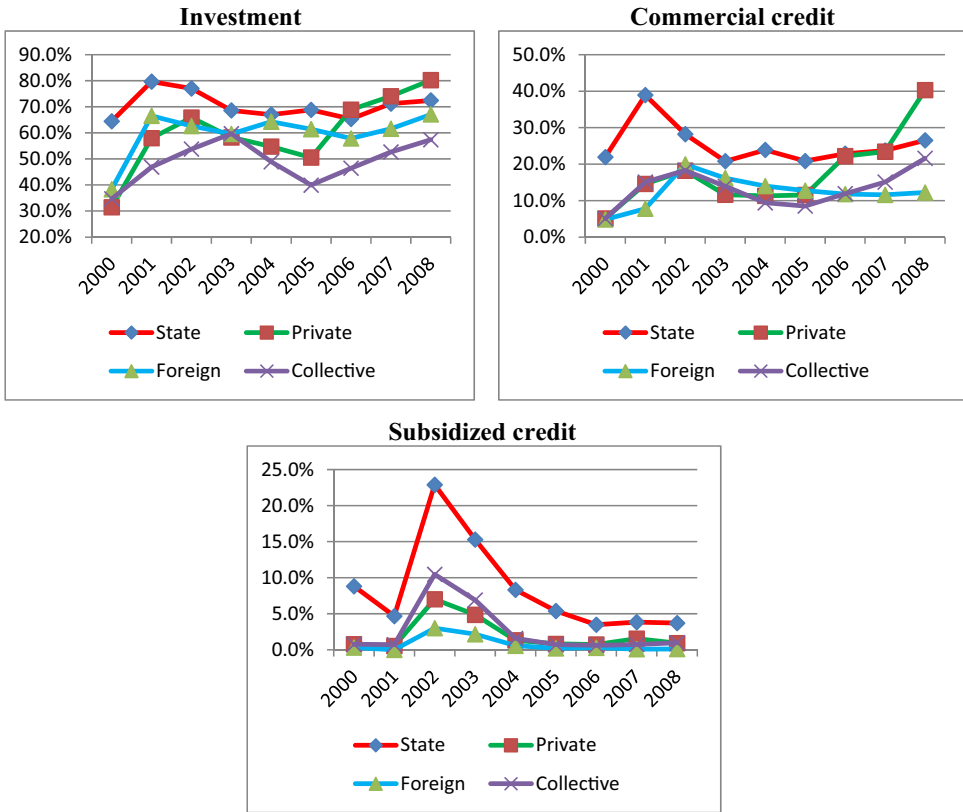 Investment
90.0%
80.0%
70.0%
60.0%
50.0%
40.0%
30.0%
20.0%
2000 2001 2002 2003 2004 2005 2006 2007 2008
State Private
Foreign Collective
Commercial credit
50.0%
40.0%
30.0%
20.0%
10.0%
0.0%
2000 2001 2002 2003 2004 2005 2006 2007 2008
State Private
Foreign Collective
Subsidized credit
25.0%
20.0%
15.0%
10.0%
5.0%
0.0%
2000 2001 2002 2003 2004 2005 2006 2007 2008
State Private
Foreign Collective